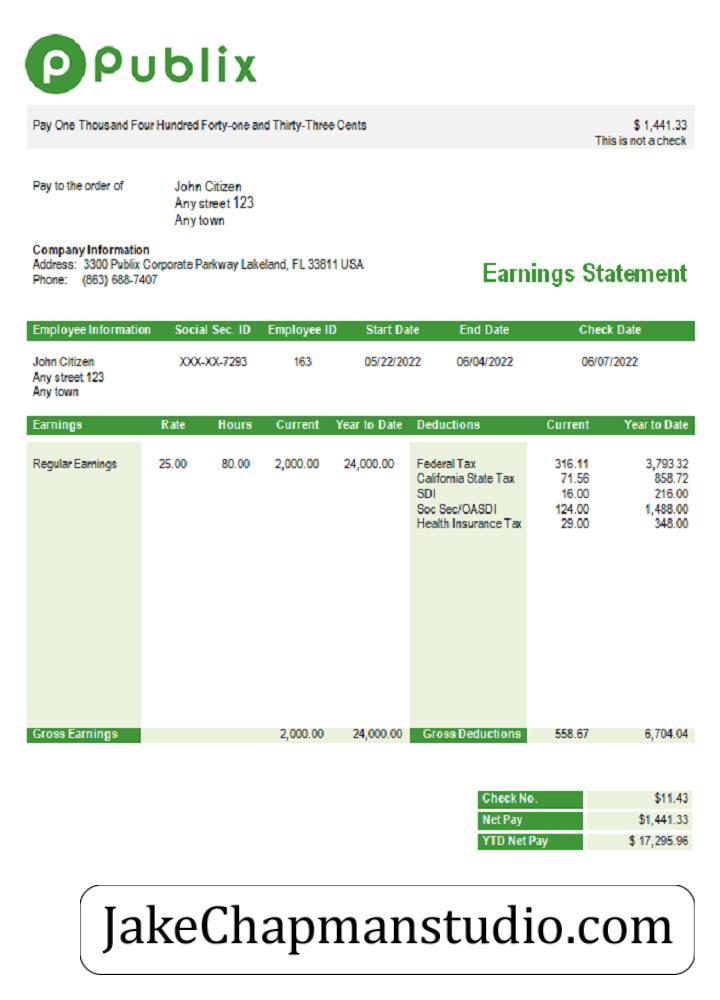 Publix
Pay One Thousand Four Hundred Forty-one and Thirty-Three Cents $ 1,441.33
This is not a check
Pay to the order of John Citizen
Any street 123
Any town
Company Information
Address: 3300 Publix Corporate Parkway Lakeland, FL 33811 USA
Phone: (863) 688-7407
Earnings Statement
Employee Information Social Sec. ID Employee ID Start Date End Date Check Date
John Citizen XXX-XX-7293 163 05/22/2022 06/04/2022 06/07/2022
Any street 123
Any town
Earnings Rate Hours Current Year to Date Deductions Current Year to Date
Regular Earnings 25.00 80.00 2,000.00 24,000.00 Federal Tax 316.11 3,793.32
California State Tax 71.56 858.72
SDI 16.00 216.00
Soc Sec/OASDI 124.00 1,488.00
Health Insurance Tax 29.00 348.00
Gross Earnings 2,000.00 24,000.00 Gross Deductions 558.67 6,704.04
Check No. $11.43
Net Pay $1,441.33
YTD Net Pay $ 17,295.96
JakeChapmanstudio.com